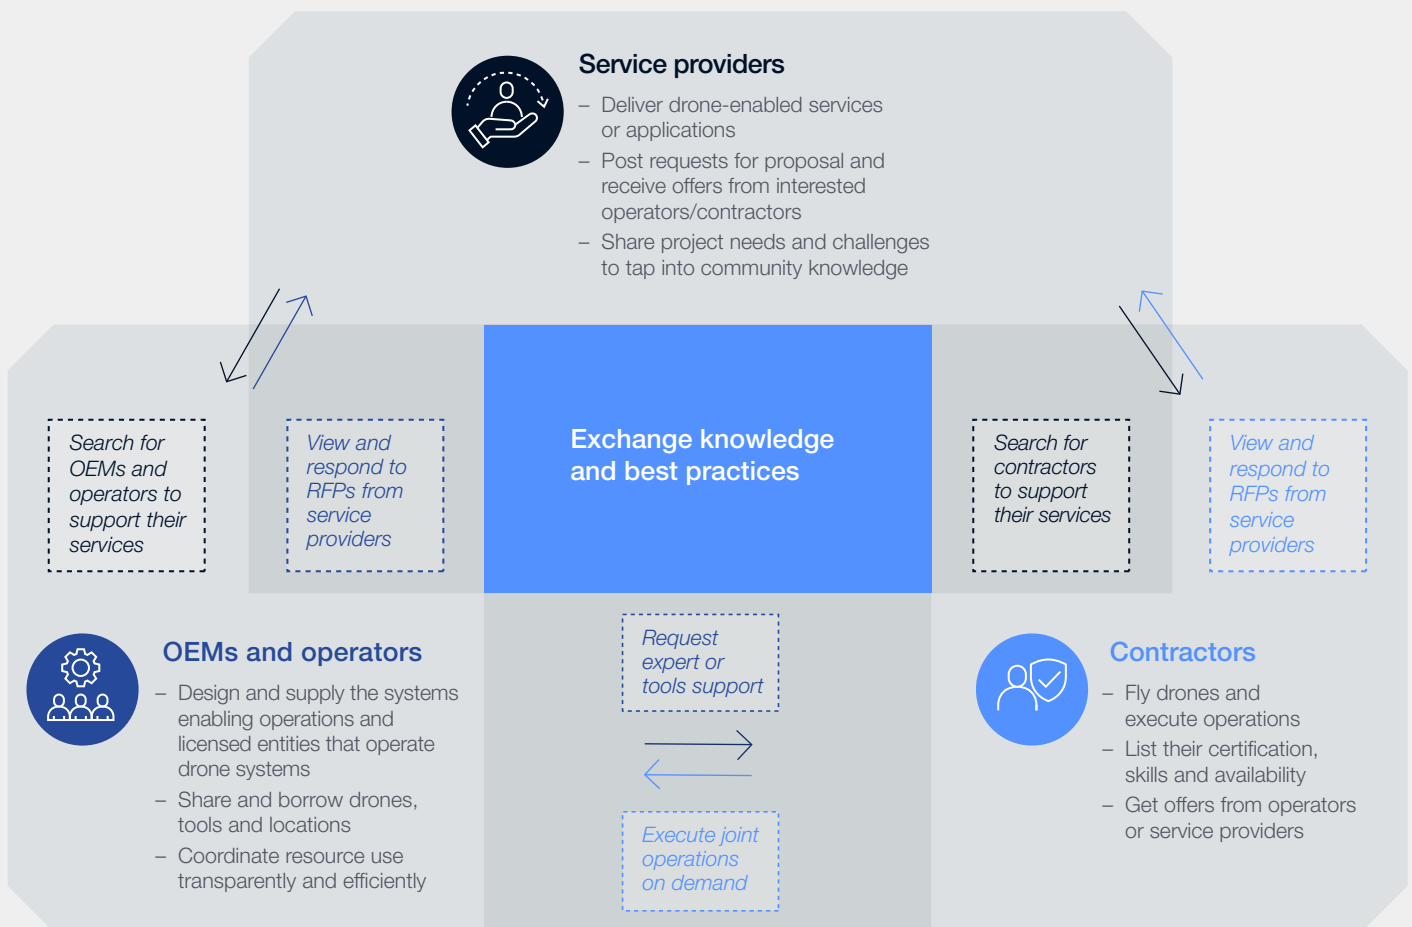 Service providers
– Deliver drone-enabled services
or applications
– Post requests for proposal and
receive offers from interested
operators/contractors
– Share project needs and challenges
to tap into community knowledge
Search for
OEMs and
operators to
support their
services
View and
respond to
RFPs from
service
providers
Exchange knowledge
and best practices
Search for
contractors
to support
their services
View and
respond to
RFPs from
service
providers
OEMs and operators
– Design and supply the systems
enabling operations and
licensed entities that operate
drone systems
– Share and borrow drones,
tools and locations
– Coordinate resource use
transparently and efficiently
Request
expert or
tools support
Execute joint
operations
on demand
Contractors
– Fly drones and
execute operations
– List their certification,
skills and availability
– Get offers from operators
or service providers